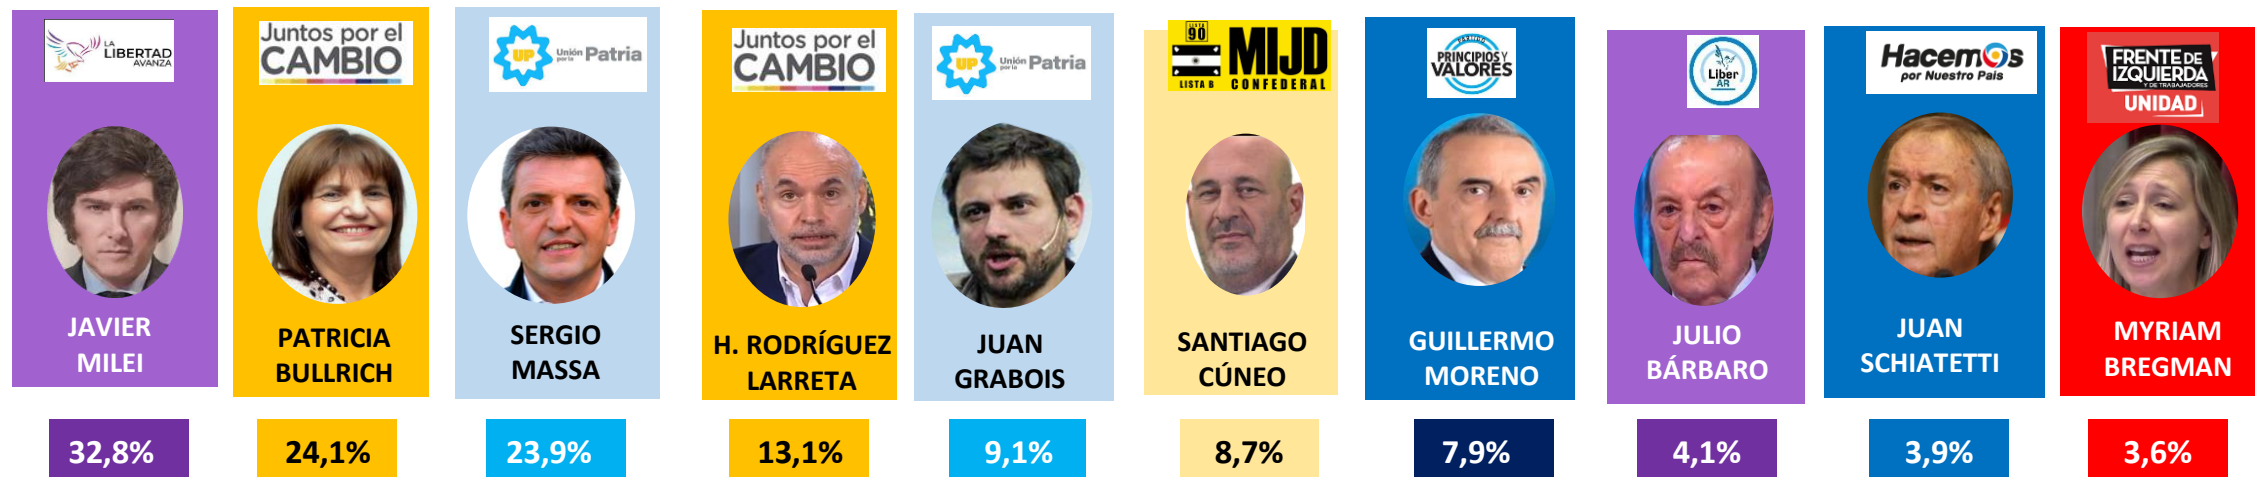 LA
LIBERTAD
AVANZA
JAVIER
MILEI
32,8%
Juntos por el
CAMBIO
PATRICIA
BULLRICH
24,1%
UP
Unión
por la
Patria
SERGIO
MASSA
23,9%
Juntos por el
CAMBIO
H. RODRÍGUEZ
LARRETA
13,1%
UP
Unión
por la
Patria
JUAN
GRABOIS
9,1%
LISTA
90
MIJD
LISTA B
CONFEDERAL
SANTIAGO
CÚNEO
8,7%
PARTIDO
PRINCIPIOS Y
VALORES
GUILLERMO
MORENO
7,9%
Liber
AR
JULIO
BÁRBARO
4,1%
Hacemos
por Nuestro Pais
JUAN
SCHIATETTI
3,9%
FRENTE DE
IZQUIERDA
Y DE TRABAJADORES
UNIDAD
MYRIAM
BREGMAN
3,6%